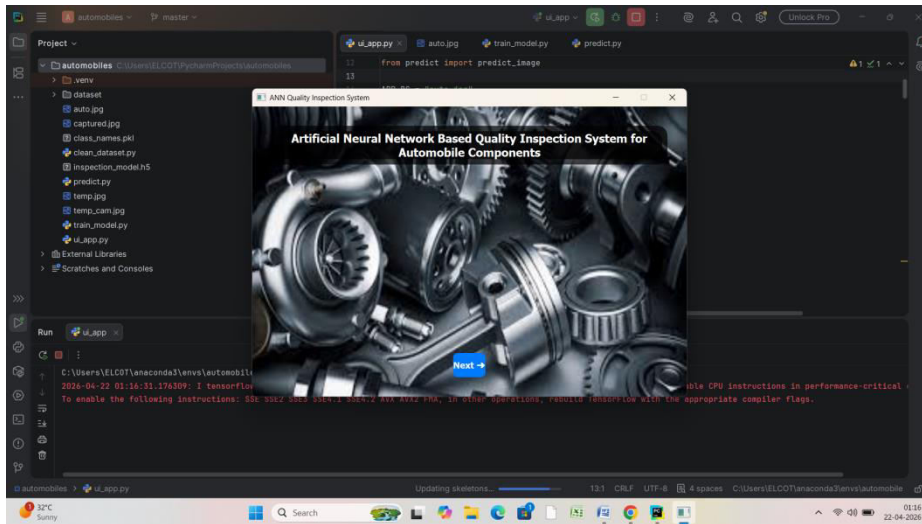 automobiles
master
ui_app
Unlock Pro
Project
ui_app.py
auto.jpg
train_model.py
predict.py
automobiles C:\Users\ELCOT\PycharmProjects\automobiles
.venv
dataset
auto.jpg
captured.jpg
class_names.pkl
clean_dataset.py
inspection_model.h5
predict.py
temp.jpg
temp_cam.jpg
train_model.py
ui_app.py
External Libraries
Scratches and Consoles
12 from predict import predict_image
13
1 1
ANN Quality Inspection System
Artificial Neural Network Based Quality Inspection System for
Automobile Components
Next →
Run ui_app
C:\Users\ELCOT\anaconda3\envs\automobile
2026-04-22 01:16:31.176309: I tensorflow
ble CPU instructions in performance-critical
To enable the following instructions: SSE SSE2 SSE3 SSE4.1 SSE4.2 AVX AVX2 FMA, in other operations, rebuild TensorFlow with the appropriate compiler flags.
automobiles > ui_app.py
Updating skeletons...
13:1 CRLF UTF-8 4 spaces C:\Users\ELCOT\anaconda3\envs\automobile
32°C
Sunny
Search
01:16
22-04-2026